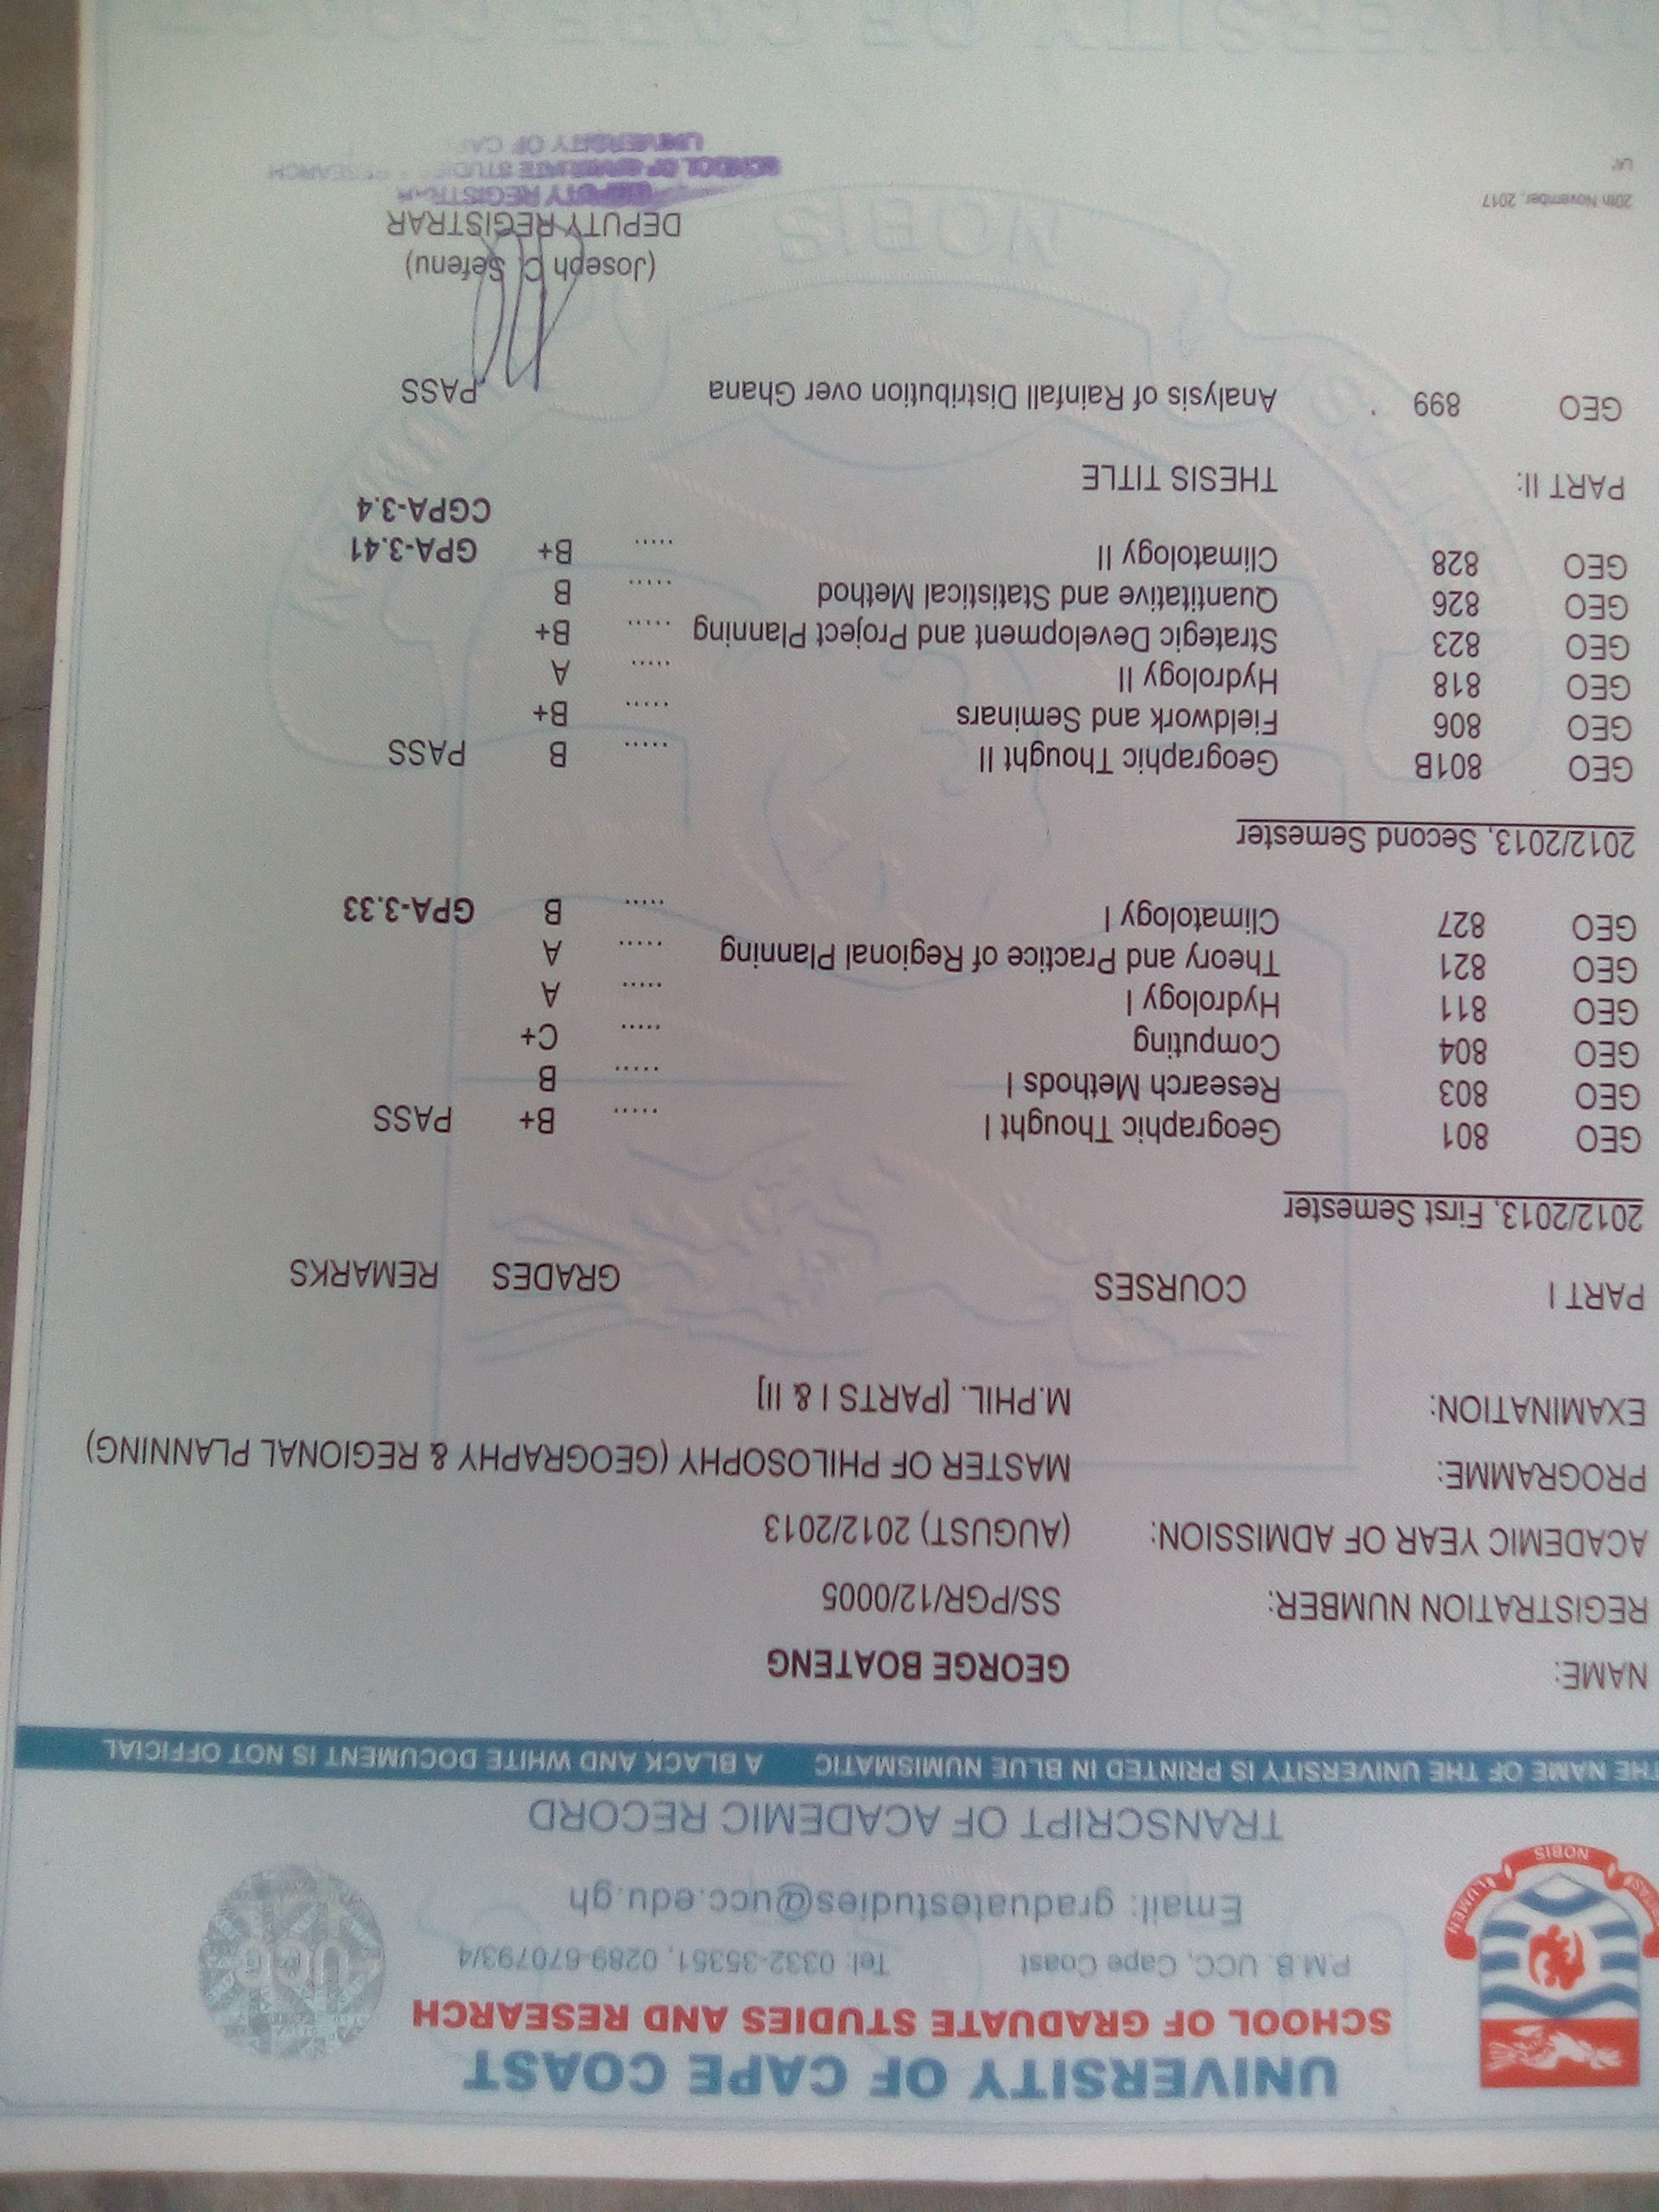 UNIVERSITY OF CAPE COAST
SCHOOL OF GRADUATE STUDIES AND RESEARCH
P.M.B. UCC, Cape Coast Tel: 0332-35351, 0289-670793/4
Email: graduatestudies@ucc.edu.gh
UCC
LUMEN
NOBIS
TRANSCRIPT OF ACADEMIC RECORD
THE NAME OF THE UNIVERSITY IS PRINTED IN BLUE NUMISMATIC A BLACK AND WHITE DOCUMENT IS NOT OFFICIAL
NAME: GEORGE BOATENG
REGISTRATION NUMBER: SS/PGR/12/0005
ACADEMIC YEAR OF ADMISSION: (AUGUST) 2012/2013
PROGRAMME: MASTER OF PHILOSOPHY (GEOGRAPHY & REGIONAL PLANNING)
EXAMINATION: M.PHIL. [PARTS I & II]
PART I COURSES GRADES REMARKS
2012/2013, First Semester
GEO 801 Geographic Thought I ..... B+ PASS
GEO 803 Research Methods I ..... B
GEO 804 Computing ..... C+
GEO 811 Hydrology I ..... A
GEO 821 Theory and Practice of Regional Planning ..... A
GEO 827 Climatology I ..... B GPA-3.33
2012/2013, Second Semester
GEO 801B Geographic Thought II ..... B PASS
GEO 806 Fieldwork and Seminars ..... B+
GEO 818 Hydrology II ..... A
GEO 823 Strategic Development and Project Planning ..... B+
GEO 826 Quantitative and Statistical Method ..... B
GEO 828 Climatology II ..... B+ GPA-3.41
CGPA-3.4
PART II: THESIS TITLE
GEO 899 Analysis of Rainfall Distribution over Ghana PASS
(Joseph C. Sefenu)
DEPUTY REGISTRAR
DEPUTY REGISTRAR
SCHOOL OF GRADUATE STUDIES RESEARCH
UNIVERSITY OF CAPE
20th November, 2017
NOBIS